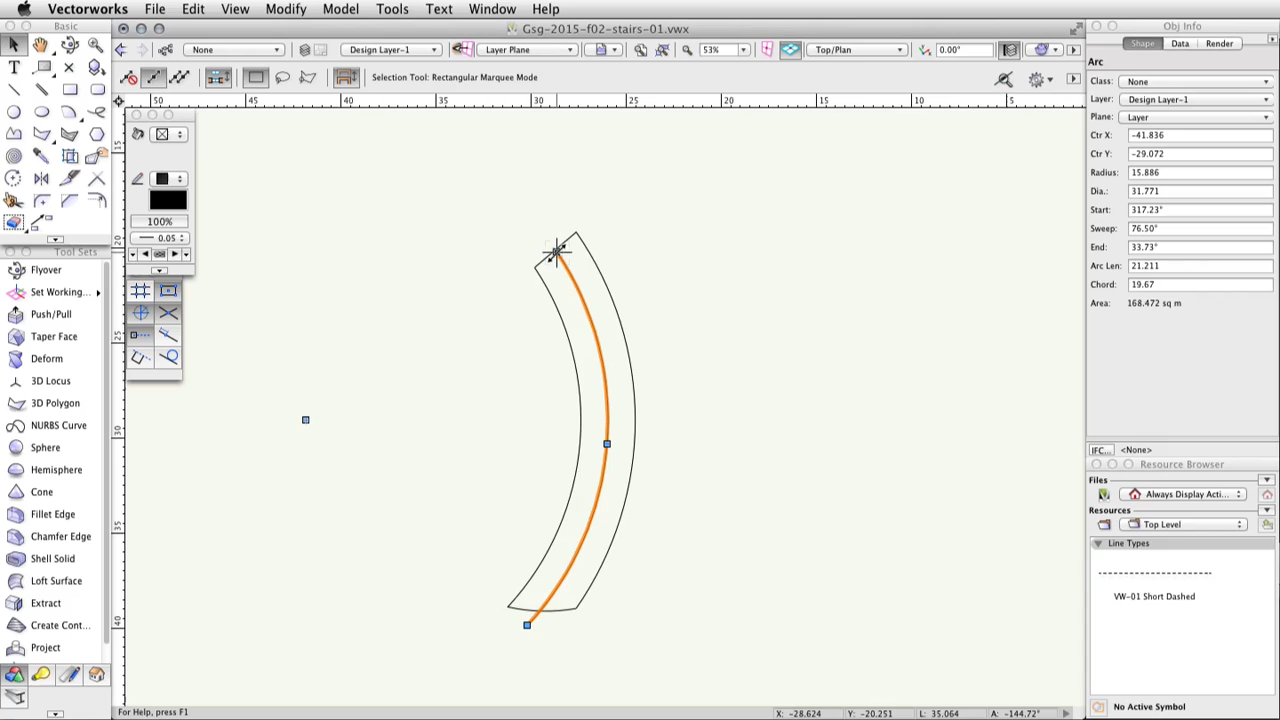 Vectorworks File Edit View Modify Model Tools Text Window Help
Basic
Gsg-2015-f02-stairs-01.vwx
Obj Info
None
Design Layer-1
Layer Plane
53%
Top/Plan
0.00°
Shape Data Render
Selection Tool: Rectangular Marquee Mode
Arc
Class: None
Layer: Design Layer-1
Plane: Layer
Ctr X: -41.836
Ctr Y: -29.072
Radius: 15.886
Dia.: 31.771
Start: 317.23°
Sweep: 76.50°
End: 33.73°
Arc Len: 21.211
Chord: 19.67
Area: 168.472 sq m
50 45 40 35 30 25 20 15 10 5
15
20
25
30
35
40
100%
0.05
Tool Sets
Flyover
Set Working...
Push/Pull
Taper Face
Deform
3D Locus
3D Polygon
NURBS Curve
Sphere
Hemisphere
Cone
Fillet Edge
Chamfer Edge
Shell Solid
Loft Surface
Extract
Create Cont...
Project
IFC... <None>
Resource Browser
Files
Always Display Acti...
Resources
Top Level
Line Types
VW-01 Short Dashed
No Active Symbol
For Help, press F1
X: -28.624 Y: -20.251 L: 35.064 A: -144.72°